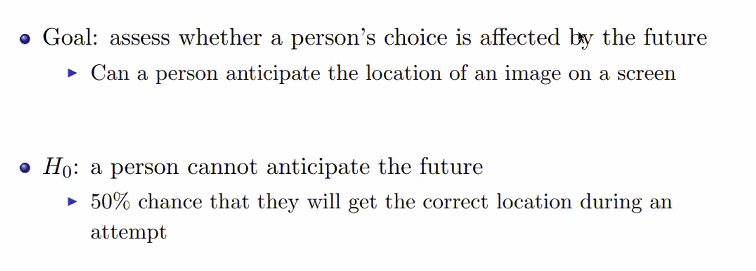 Goal: assess whether a person's choice is affected by the future
Can a person anticipate the location of an image on a screen
H₀: a person cannot anticipate the future
50% chance that they will get the correct location during an
attempt